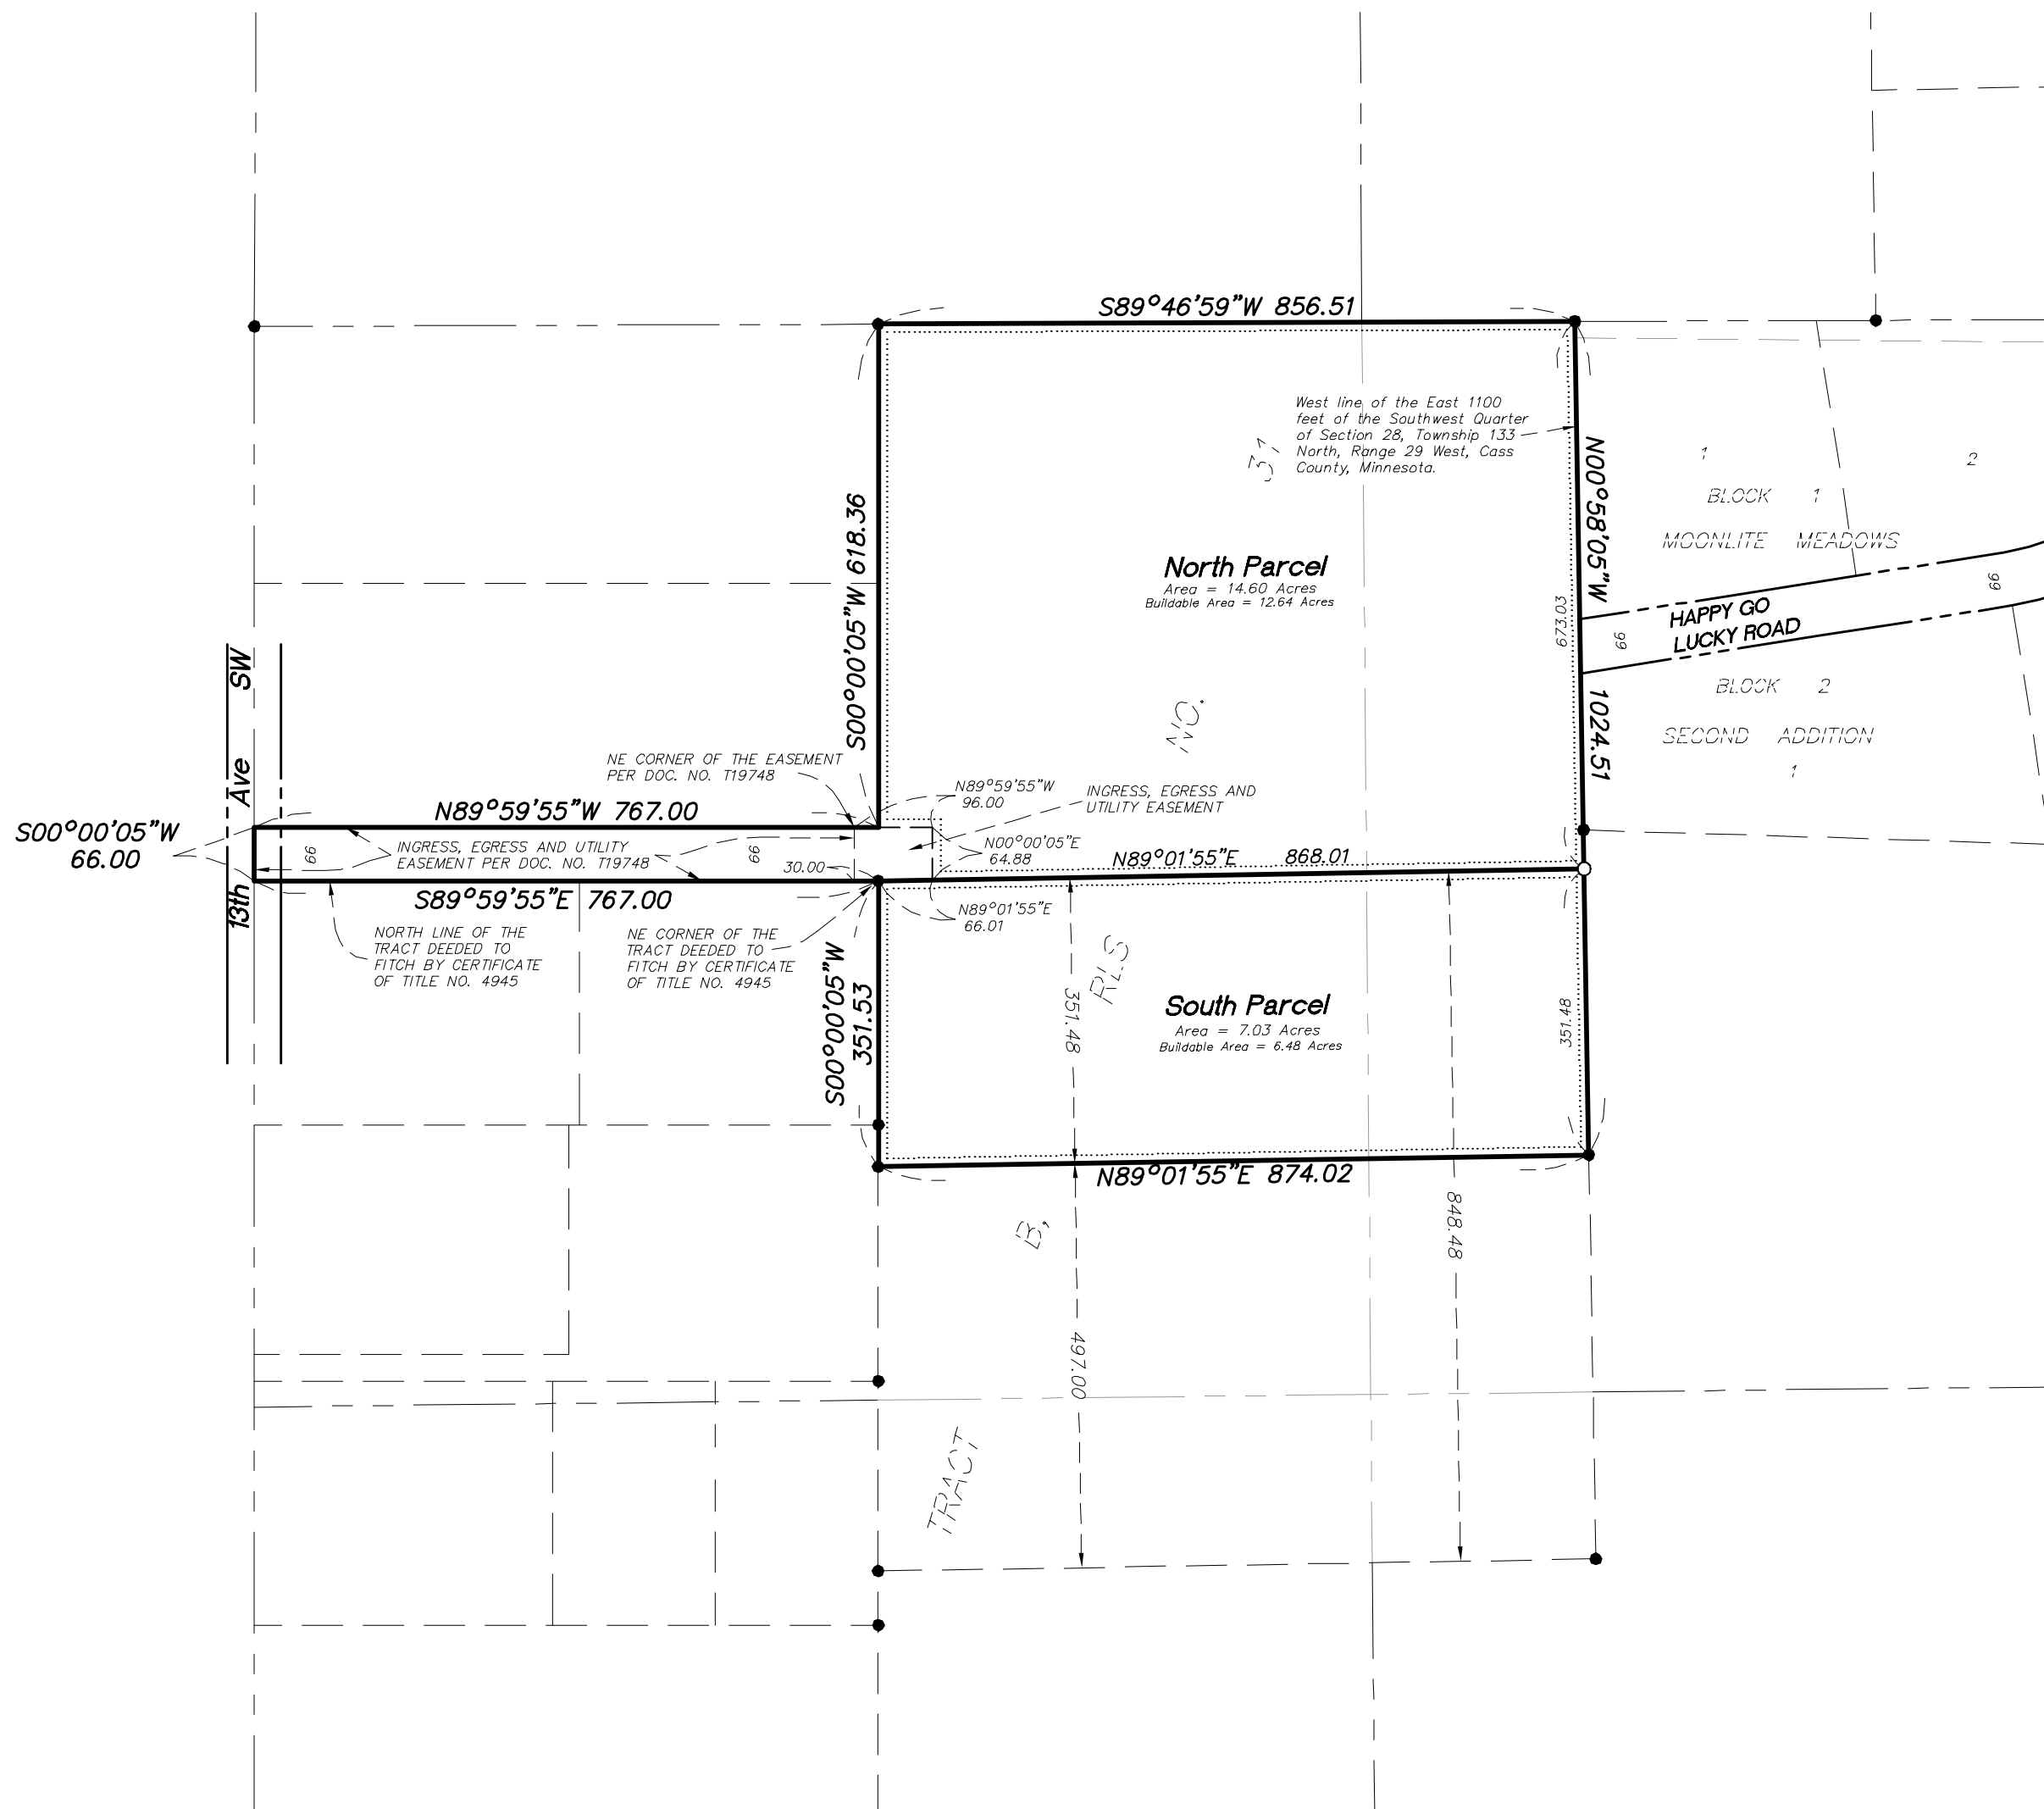 S89°46'59"W 856.51
West line of the East 1100
feet of the Southwest Quarter
of Section 28, Township 133
North, Range 29 West, Cass
County, Minnesota.
51
N00°58'05"W
1024.51
1
2
BLOCK 1
MOONLITE MEADOWS
S00°00'05"W 618.36
North Parcel
Area = 14.60 Acres
Buildable Area = 12.64 Acres
673.03
66
HAPPY GO
LUCKY ROAD
66
BLOCK 2
SECOND ADDITION
1
NO.
13th Ave SW
NE CORNER OF THE EASEMENT
PER DOC. NO. T19748
N89°59'55"W
96.00
INGRESS, EGRESS AND
UTILITY EASEMENT
N89°59'55"W 767.00
S00°00'05"W
66.00
66
INGRESS, EGRESS AND UTILITY
EASEMENT PER DOC. NO. T19748
66
30.00
N00°00'05"E
64.88
N89°01'55"E 868.01
S89°59'55"E 767.00
N89°01'55"E
66.01
NORTH LINE OF THE
TRACT DEEDED TO
FITCH BY CERTIFICATE
OF TITLE NO. 4945
NE CORNER OF THE
TRACT DEEDED TO
FITCH BY CERTIFICATE
OF TITLE NO. 4945
S00°00'05"W
351.53
RLS
351.48
South Parcel
Area = 7.03 Acres
Buildable Area = 6.48 Acres
351.48
N89°01'55"E 874.02
B,
848.48
497.00
TRACT